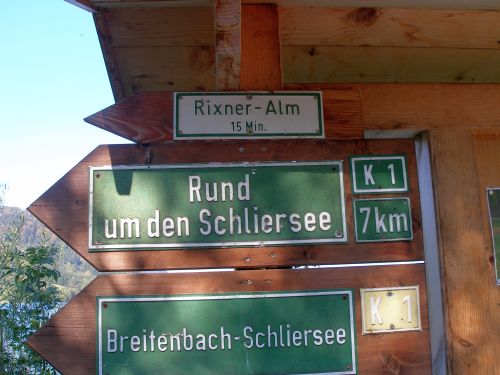 Rixner-Alm
15 Min.
Rund
um den Schliersee
K 1
7km
Breitenbach-Schliersee
K 1